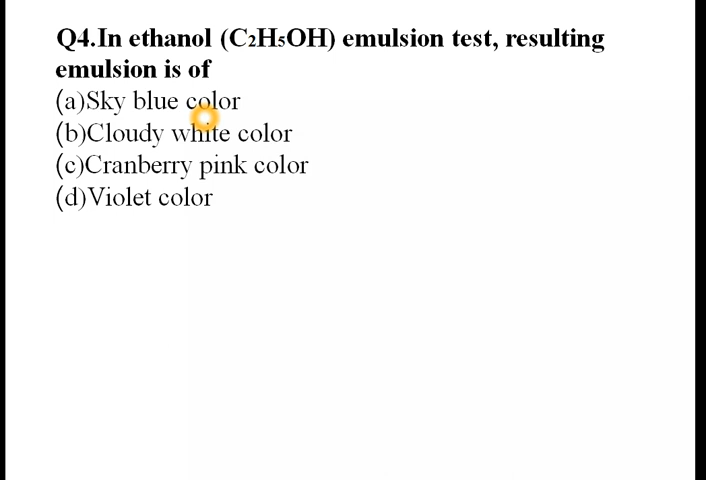 Q4.In ethanol (C2H5OH) emulsion test, resulting
emulsion is of
(a)Sky blue color
(b)Cloudy white color
(c)Cranberry pink color
(d)Violet color